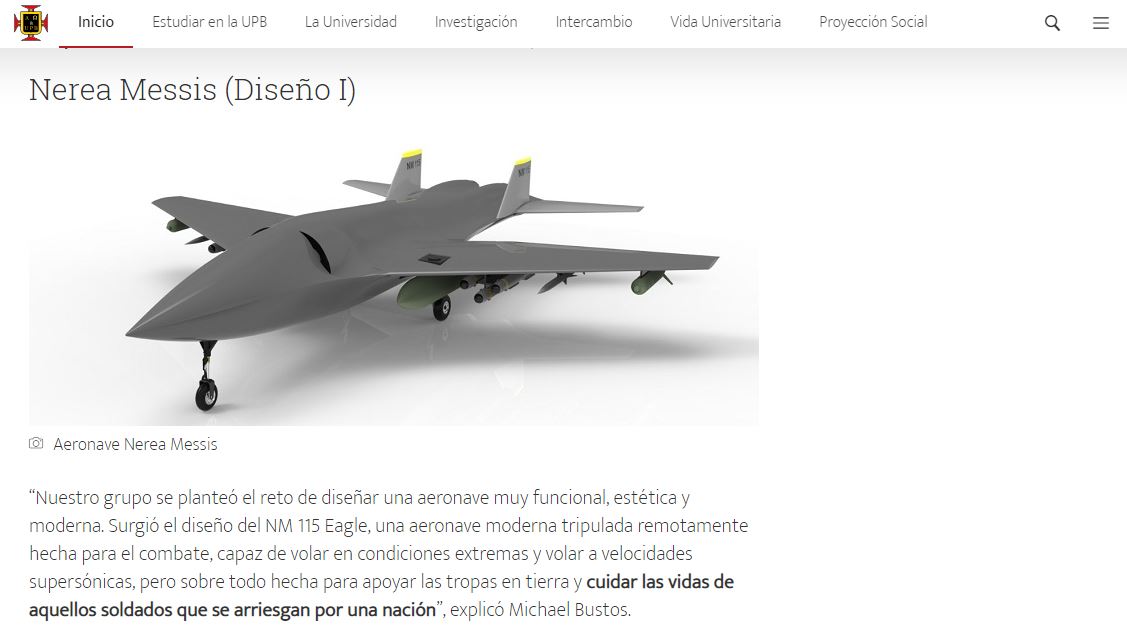 Inicio Estudiar en la UPB La Universidad Investigación Intercambio Vida Universitaria Proyección Social
Nerea Messis (Diseño I)
NM 115
Aeronave Nerea Messis
“Nuestro grupo se planteó el reto de diseñar una aeronave muy funcional, estética y
moderna. Surgió el diseño del NM 115 Eagle, una aeronave moderna tripulada remotamente
hecha para el combate, capaz de volar en condiciones extremas y volar a velocidades
supersónicas, pero sobre todo hecha para apoyar las tropas en tierra y cuidar las vidas de
aquellos soldados que se arriesgan por una nación”, explicó Michael Bustos.